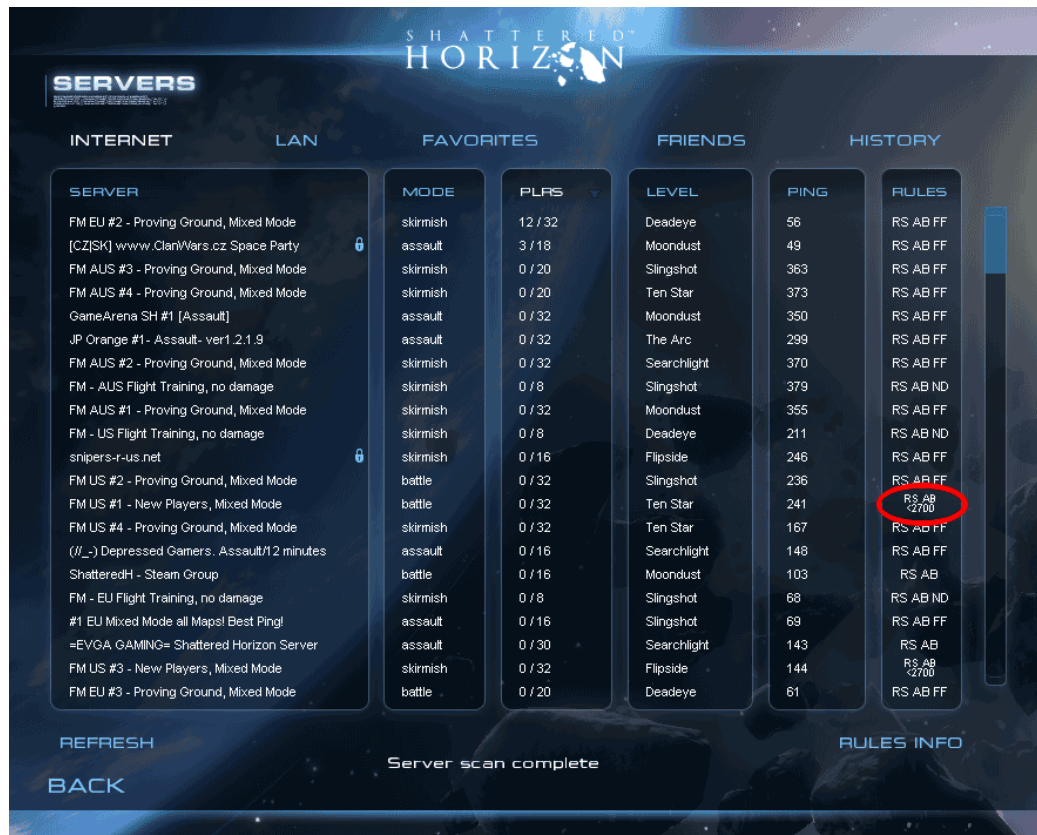 SHATTERED™
HORIZON
SERVERS
INTERNET LAN FAVORITES FRIENDS HISTORY
SERVER MODE PLRS LEVEL PING RULES
FM EU #2 - Proving Ground, Mixed Mode skirmish 12 / 32 Deadeye 56 RS AB FF
[CZ|SK] www.ClanWars.cz Space Party assault 3 / 18 Moondust 49 RS AB FF
FM AUS #3 - Proving Ground, Mixed Mode skirmish 0 / 20 Slingshot 363 RS AB FF
FM AUS #4 - Proving Ground, Mixed Mode skirmish 0 / 20 Ten Star 373 RS AB FF
GameArena SH #1 [Assault] assault 0 / 32 Moondust 350 RS AB FF
JP Orange #1- Assault- ver1.2.1.9 assault 0 / 32 The Arc 299 RS AB FF
FM AUS #2 - Proving Ground, Mixed Mode skirmish 0 / 32 Searchlight 370 RS AB FF
FM - AUS Flight Training, no damage skirmish 0 / 8 Slingshot 379 RS AB ND
FM AUS #1 - Proving Ground, Mixed Mode skirmish 0 / 32 Moondust 355 RS AB FF
FM - US Flight Training, no damage skirmish 0 / 8 Deadeye 211 RS AB ND
snipers-r-us.net skirmish 0 / 16 Flipside 246 RS AB FF
FM US #2 - Proving Ground, Mixed Mode battle 0 / 32 Slingshot 236 RS AB FF
FM US #1 - New Players, Mixed Mode battle 0 / 32 Ten Star 241 RS AB <2700
FM US #4 - Proving Ground, Mixed Mode skirmish 0 / 32 Ten Star 167 RS AB FF
(//_-) Depressed Gamers. Assault/12 minutes assault 0 / 16 Searchlight 148 RS AB FF
ShatteredH - Steam Group battle 0 / 16 Moondust 103 RS AB
FM - EU Flight Training, no damage skirmish 0 / 8 Slingshot 68 RS AB ND
#1 EU Mixed Mode all Maps! Best Ping! assault 0 / 16 Slingshot 69 RS AB FF
=EVGA GAMING= Shattered Horizon Server assault 0 / 30 Searchlight 143 RS AB
FM US #3 - New Players, Mixed Mode skirmish 0 / 32 Flipside 144 RS AB <2700
FM EU #3 - Proving Ground, Mixed Mode battle 0 / 20 Deadeye 61 RS AB FF
REFRESH RULES INFO
Server scan complete
BACK